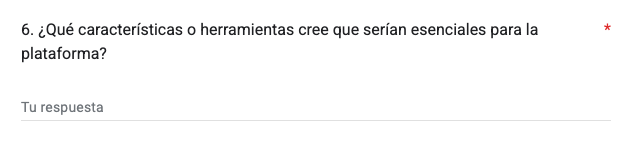 6. ¿Qué características o herramientas cree que serían esenciales para la *
plataforma?
Tu respuesta